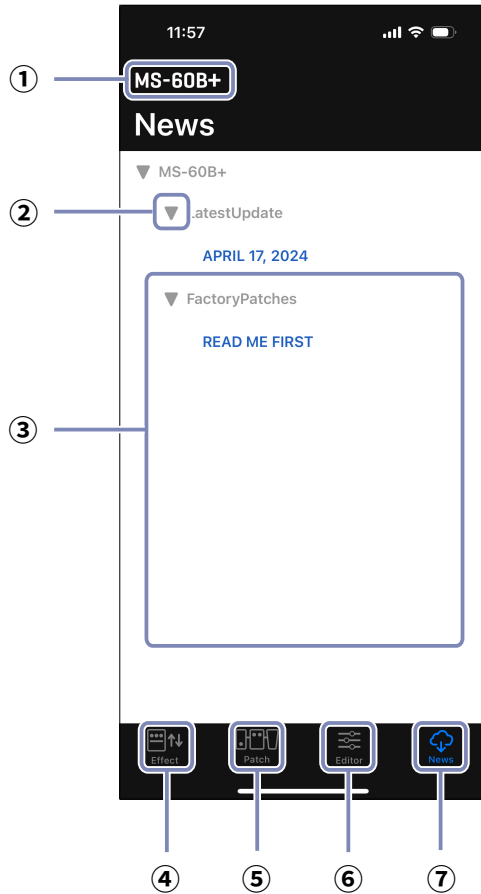 11:57
① MS-60B+
News
MS-60B+
② .atestUpdate
APRIL 17, 2024
FactoryPatches
READ ME FIRST
③
Effect Patch Editor News
④ ⑤ ⑥ ⑦